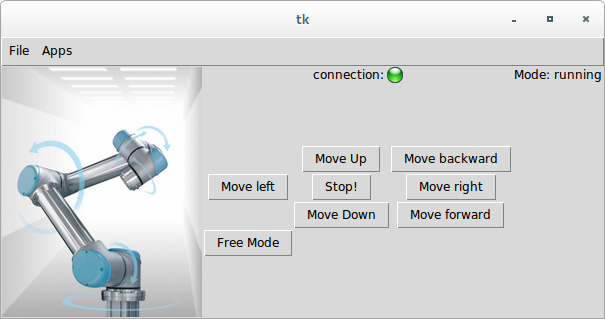 tk
File Apps
connection: Mode: running
Move Up Move backward
Move left Stop! Move right
Move Down Move forward
Free Mode